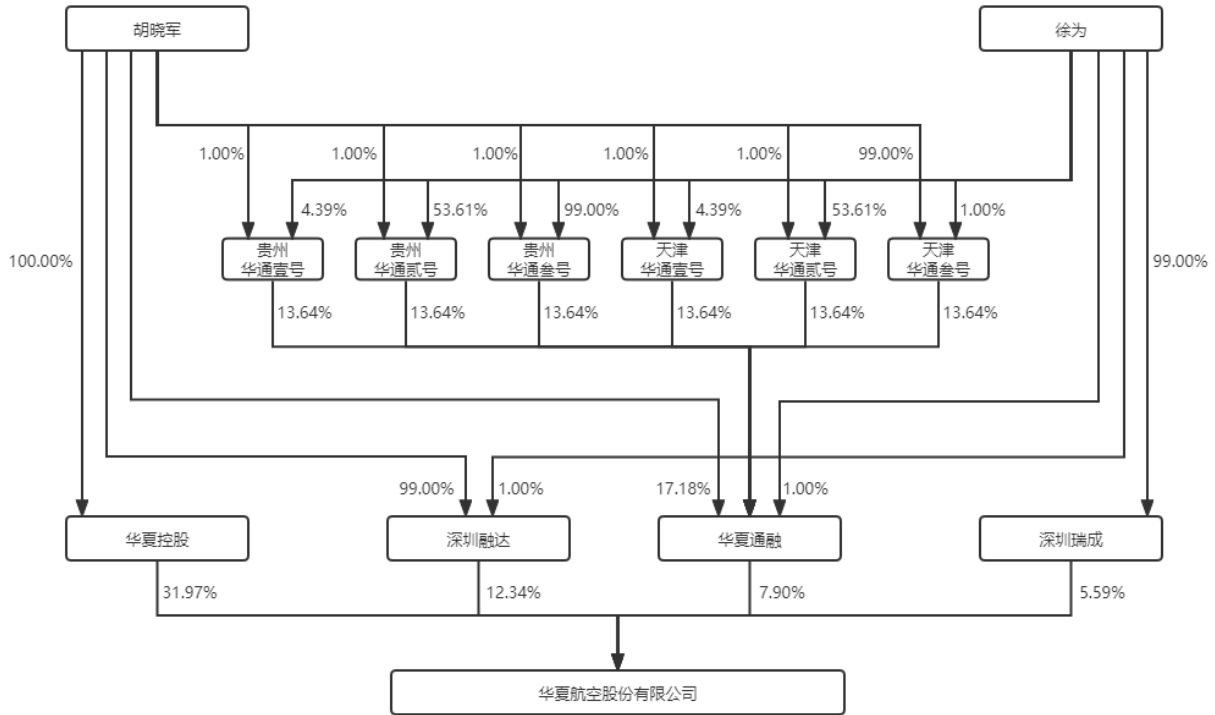 胡晓军
徐为
1.00%
1.00%
1.00%
1.00%
1.00%
99.00%
4.39%
53.61%
99.00%
4.39%
53.61%
1.00%
贵州
华通壹号
贵州
华通贰号
贵州
华通叁号
天津
华通壹号
天津
华通贰号
天津
华通叁号
100.00%
99.00%
13.64%
13.64%
13.64%
13.64%
13.64%
13.64%
99.00%
1.00%
17.18%
1.00%
华夏控股
深圳融达
华夏通融
深圳瑞成
31.97%
12.34%
7.90%
5.59%
华夏航空股份有限公司